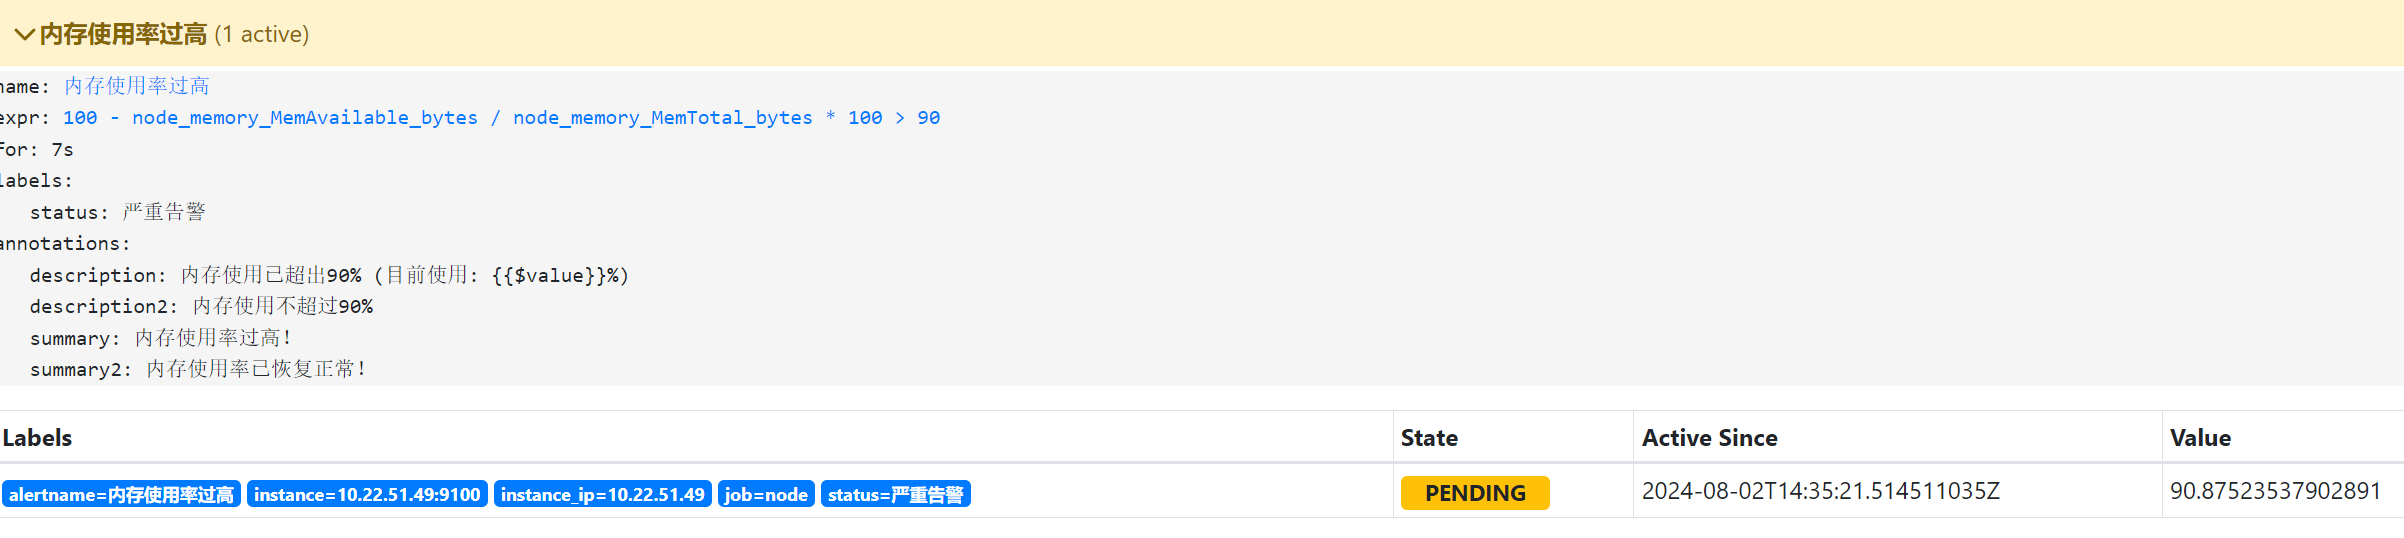 内存使用率过高 (1 active)
name: 内存使用率过高
expr: 100 - node_memory_MemAvailable_bytes / node_memory_MemTotal_bytes * 100 > 90
for: 7s
labels:
status: 严重告警
annotations:
description: 内存使用已超出90% (目前使用: {{$value}}%)
description2: 内存使用不超过90%
summary: 内存使用率过高!
summary2: 内存使用率已恢复正常!
Labels State Active Since Value
alertname=内存使用率过高 instance=10.22.51.49:9100 instance_ip=10.22.51.49 job=node status=严重告警 PENDING 2024-08-02T14:35:21.514511035Z 90.87523537902891